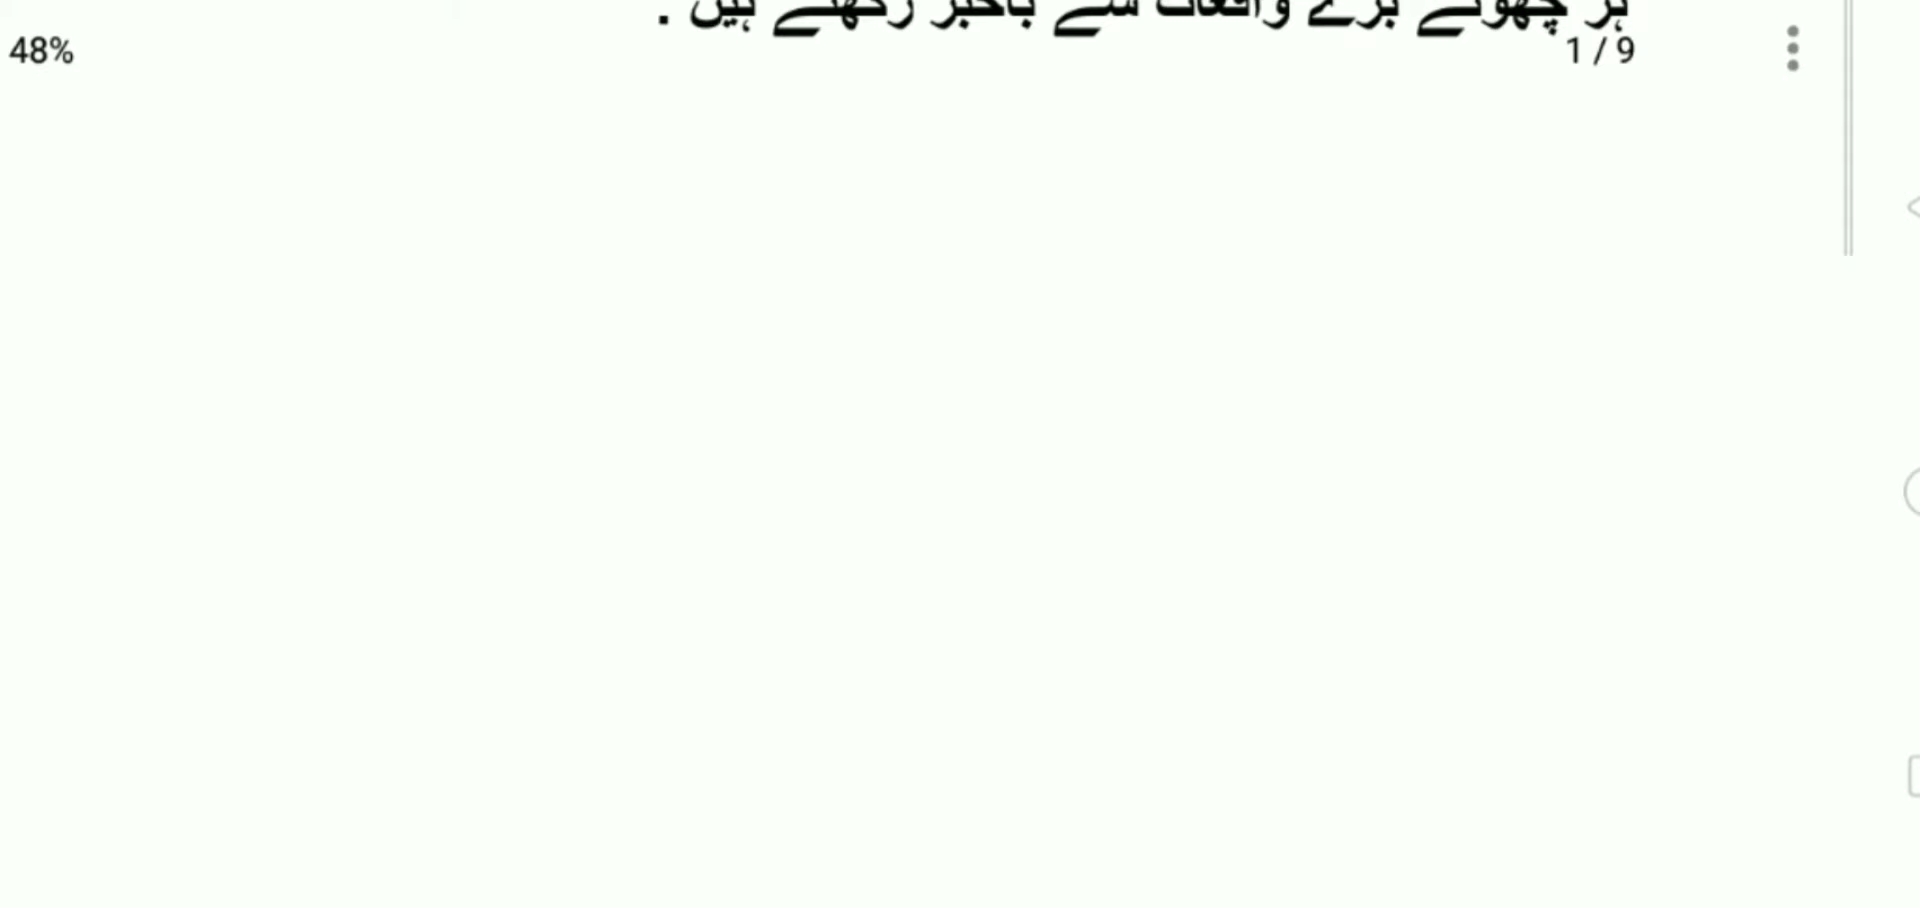 ہر چھوٹے بڑے واقعات سے باخبر رکھتے ہیں .
48%
1 / 9